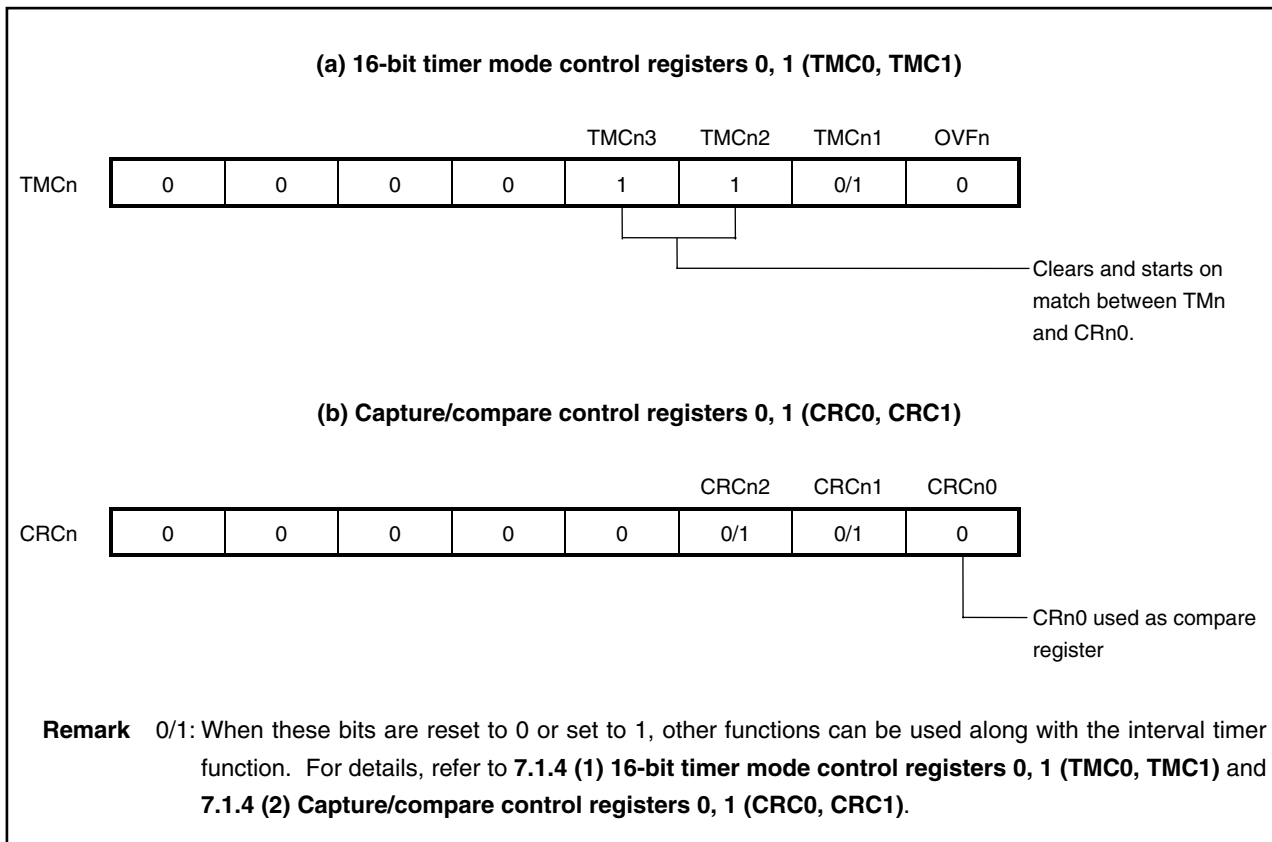 (a) 16-bit timer mode control registers 0, 1 (TMC0, TMC1)
TMCn3 TMCn2 TMCn1 OVFn
TMCn 0 0 0 0 1 1 0/1 0
Clears and starts on
match between TMn
and CRn0.
(b) Capture/compare control registers 0, 1 (CRC0, CRC1)
CRCn2 CRCn1 CRCn0
CRCn 0 0 0 0 0 0/1 0/1 0
CRn0 used as compare
register
Remark 0/1: When these bits are reset to 0 or set to 1, other functions can be used along with the interval timer
function. For details, refer to 7.1.4 (1) 16-bit timer mode control registers 0, 1 (TMC0, TMC1) and
7.1.4 (2) Capture/compare control registers 0, 1 (CRC0, CRC1).